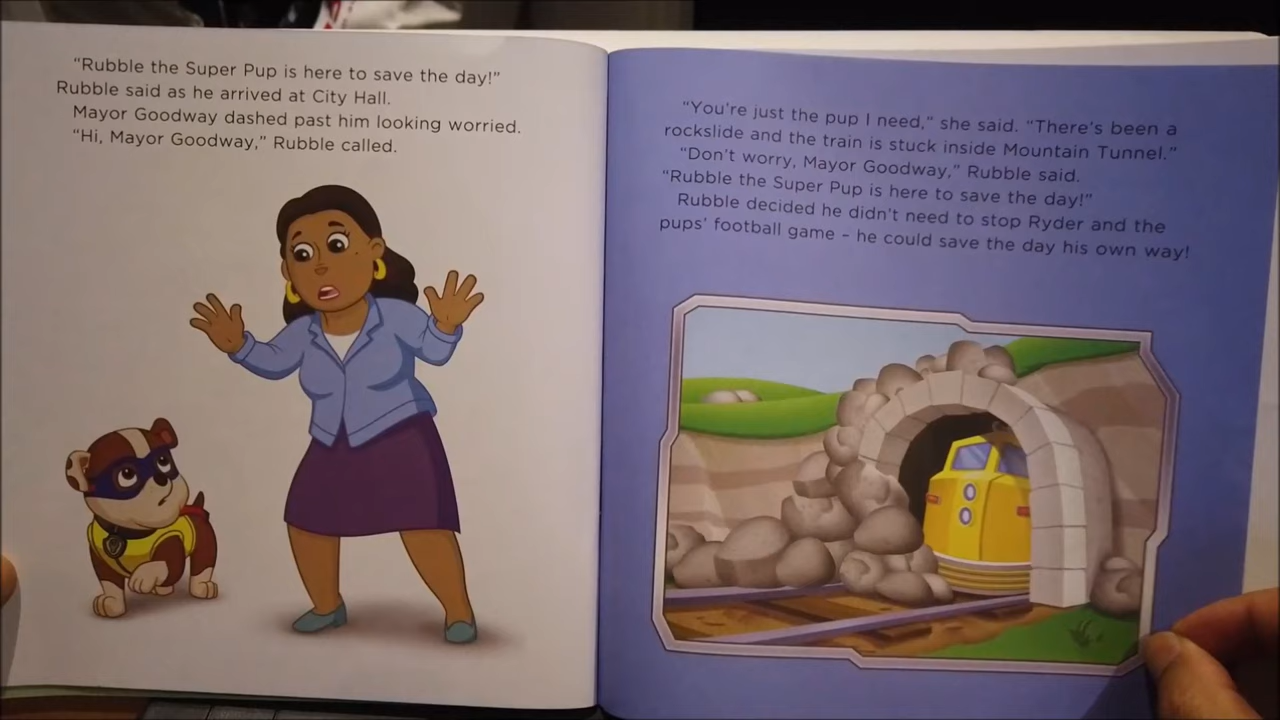 “Rubble the Super Pup is here to save the day!”
Rubble said as he arrived at City Hall.
Mayor Goodway dashed past him looking worried.
“Hi, Mayor Goodway,” Rubble called.
“You’re just the pup I need,” she said. “There’s been a
rockslide and the train is stuck inside Mountain Tunnel.”
“Don’t worry, Mayor Goodway,” Rubble said.
“Rubble the Super Pup is here to save the day!”
Rubble decided he didn’t need to stop Ryder and the
pups’ football game – he could save the day his own way!